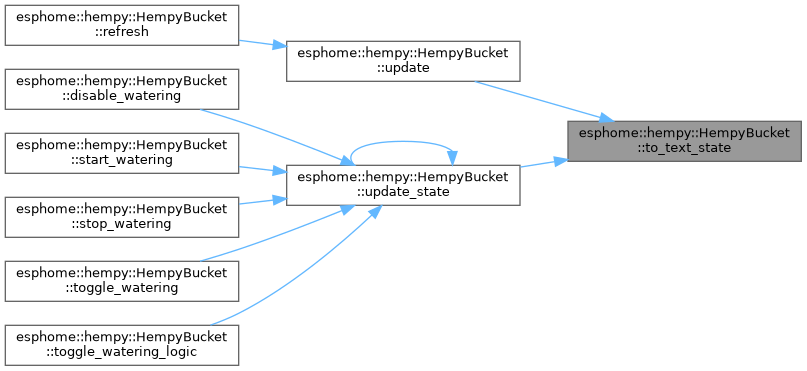 esphome::hempy::HempyBucket
::refresh
esphome::hempy::HempyBucket
::update
esphome::hempy::HempyBucket
::disable_watering
esphome::hempy::HempyBucket
::to_text_state
esphome::hempy::HempyBucket
::start_watering
esphome::hempy::HempyBucket
::update_state
esphome::hempy::HempyBucket
::stop_watering
esphome::hempy::HempyBucket
::toggle_watering
esphome::hempy::HempyBucket
::toggle_watering_logic